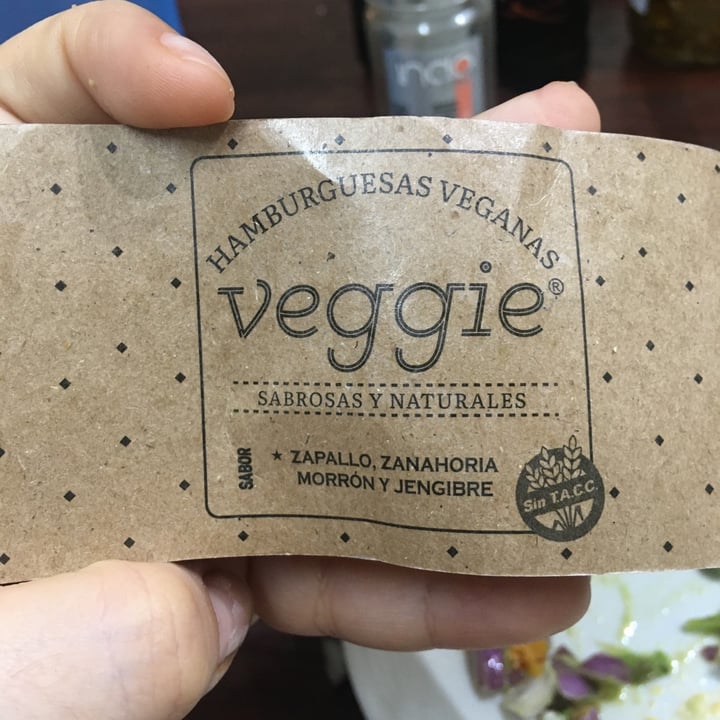 HAMBURGUESAS VEGANAS
veggie®
SABROSAS Y NATURALES
SABOR
★ ZAPALLO, ZANAHORIA
MORRÓN Y JENGIBRE
Sin T.A.C.C